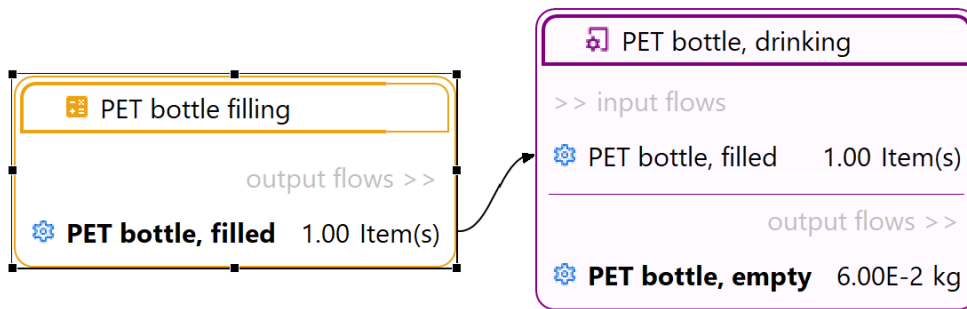 PET bottle filling
output flows >>
PET bottle, filled 1.00 Item(s)
PET bottle, drinking
>> input flows
PET bottle, filled 1.00 Item(s)
output flows >>
PET bottle, empty 6.00E-2 kg